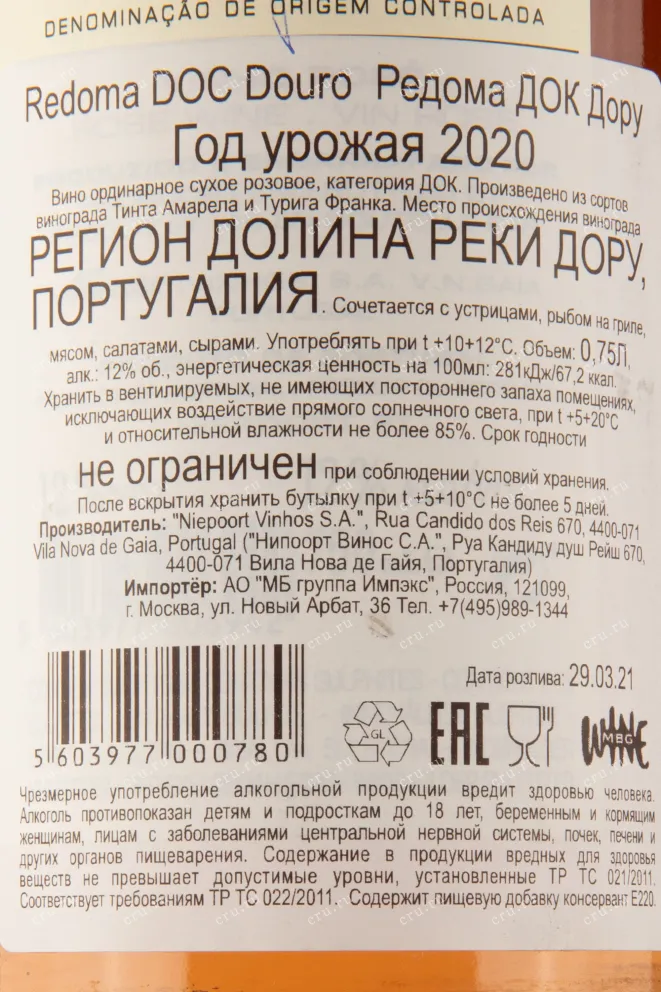 DENOMINAÇÃO DE ORIGEM CONTROLADA
Redoma DOC Douro Редома ДОК Дору
Год урожая 2020
Вино ординарное сухое розовое, категория ДОК. Произведено из сортов
винограда Тинта Амарела и Турига Франка. Место происхождения винограда
РЕГИОН ДОЛИНА РЕКИ ДОРУ,
ПОРТУГАЛИЯ. Сочетается с устрицами, рыбом на гриле,
мясом, салатами, сырами. Употреблять при t +10+12°C. Объем: 0,75Л,
алк.: 12% об., энергетическая ценность на 100мл: 281кДж/67,2 ккал.
Хранить в вентилируемых, не имеющих постороннего запаха помещениях,
исключающих воздействие прямого солнечного света, при t +5+20°C
и относительной влажности не более 85%. Срок годности
не ограничен при соблюдении условий хранения.
После вскрытия хранить бутылку при t +5+10°C не более 5 дней.
Производитель: "Niepoort Vinhos S.A.", Rua Candido dos Reis 670, 4400-071
Vila Nova de Gaia, Portugal ("Нипоорт Винос С.А.", Руа Кандиду душ Рейш 670,
4400-071 Вила Нова де Гайя, Португалия)
Импортёр: АО "МБ группа Импэкс", Россия, 121099,
г. Москва, ул. Новый Арбат, 36 Тел. +7(495)989-1344
Дата розлива: 29.03.21
5 603977 000780
GL
EAC
WINE
MBG
Чрезмерное употребление алкогольной продукции вредит здоровью человека.
Алкоголь противопоказан детям и подросткам до 18 лет, беременным и кормящим
женщинам, лицам с заболеваниями центральной нервной системы, почек, печени и
других органов пищеварения. Содержание в продукции вредных для здоровья
веществ не превышает допустимые уровни, установленные ТР ТС 021/2011.
Соответствует требованиям ТР ТС 022/2011. Содержит пищевую добавку консервант Е220.
cru.ru